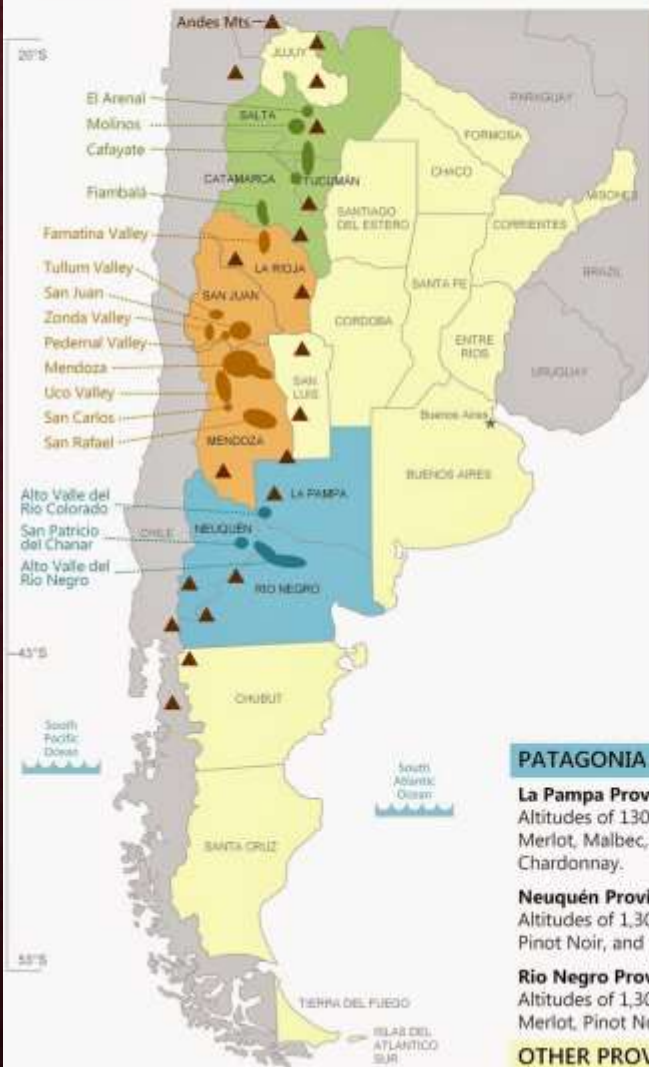 Andes Mts
20°S
JUJUY
PARAGUAY
El Arenal
SALTA
Molinos
FORMOSA
Cafayate
CHACO
CATAMARCA
TUCUMÁN
Fiambalá
SANTIAGO
DEL ESTERO
MISIONES
CORRIENTES
Famatina Valley
LA RIOJA
BRAZIL
Tullum Valley
SANTA FE
San Juan
SAN JUAN
Zonda Valley
CORDOBA
Pedernal Valley
ENTRE
RIOS
Mendoza
URUGUAY
Uco Valley
SAN
LUIS
San Carlos
Buenos Aires
San Rafael
MENDOZA
BUENOS AIRES
Alto Valle del
Rio Colorado
LA PAMPA
San Patricio
del Chanar
CHILE
NEUQUÉN
Alto Valle del
Rio Negro
RIO NEGRO
43°S
CHUBUT
South
Pacific
Ocean
South
Atlantic
Ocean
PATAGONIA
La Pampa Prov
Altitudes of 130
Merlot, Malbec,
Chardonnay.
SANTA CRUZ
Neuquén Provi
Altitudes of 1,30
Pinot Noir, and
55°S
Rio Negro Prov
Altitudes of 1,30
Merlot, Pinot No
TIERRA DEL FUEGO
ISLAS DEL
ATLANTICO
SUR
OTHER PROV